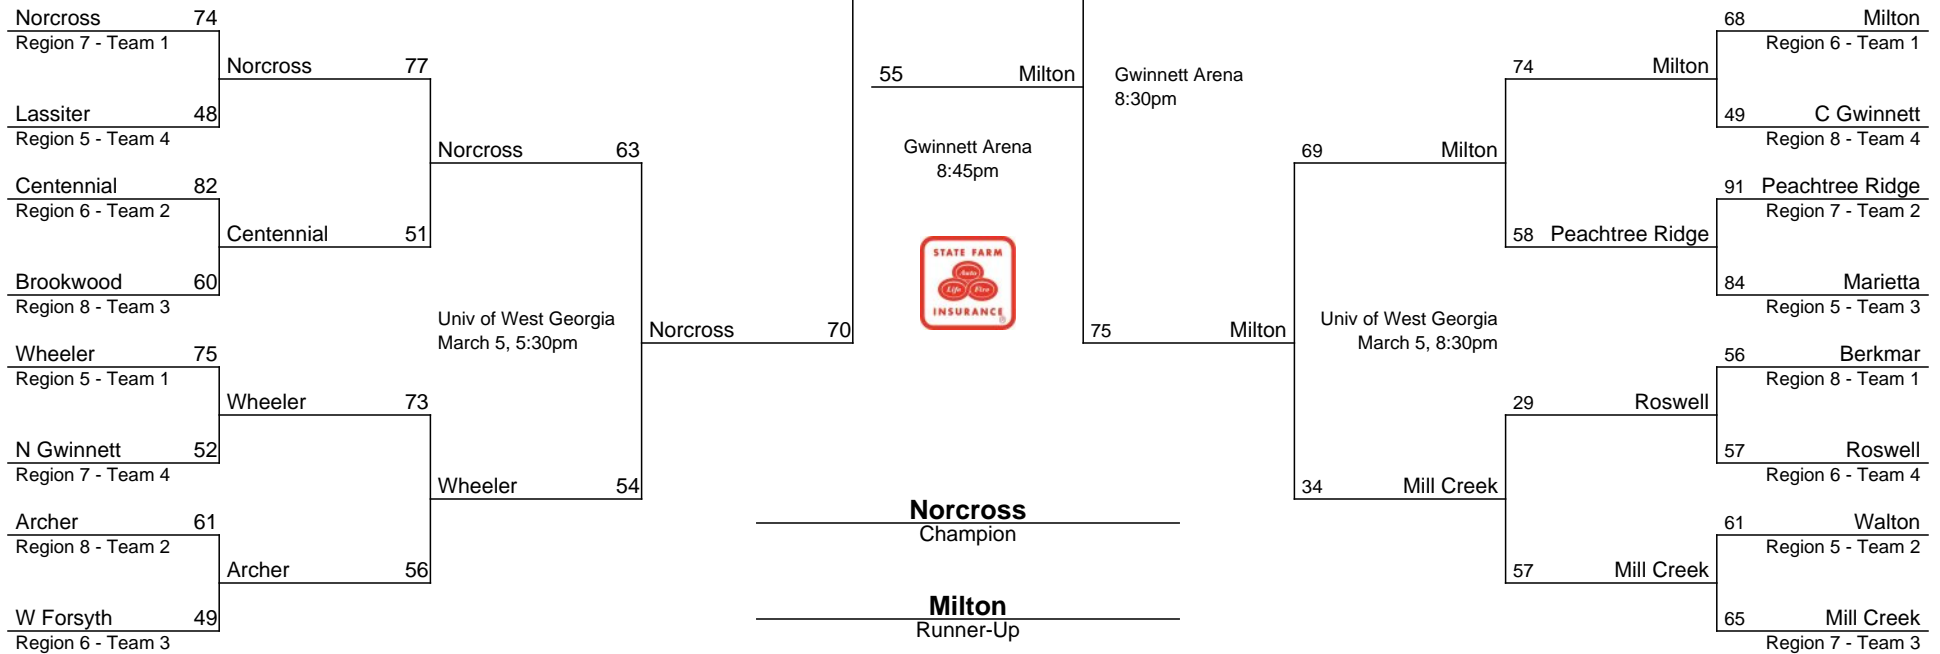 Norcross 74
Region 7 - Team 1
Norcross 77
Lassiter 48
Region 5 - Team 4
Norcross 63
Centennial 82
Region 6 - Team 2
Centennial 51
Brookwood 60
Region 8 - Team 3
Univ of West Georgia
March 5, 5:30pm
Norcross 70
Wheeler 75
Region 5 - Team 1
Wheeler 73
N Gwinnett 52
Region 7 - Team 4
Wheeler 54
Archer 61
Region 8 - Team 2
Archer 56
W Forsyth 49
Region 6 - Team 3
55 Milton
Gwinnett Arena
8:30pm
Gwinnett Arena
8:45pm
STATE FARM
Auto
Life Fire
INSURANCE
®
Norcross
Champion
Milton
Runner-Up
68 Milton
Region 6 - Team 1
74 Milton
49 C Gwinnett
Region 8 - Team 4
69 Milton
91 Peachtree Ridge
Region 7 - Team 2
58 Peachtree Ridge
84 Marietta
Region 5 - Team 3
75 Milton
Univ of West Georgia
March 5, 8:30pm
56 Berkmar
Region 8 - Team 1
29 Roswell
57 Roswell
Region 6 - Team 4
34 Mill Creek
61 Walton
Region 5 - Team 2
57 Mill Creek
65 Mill Creek
Region 7 - Team 3